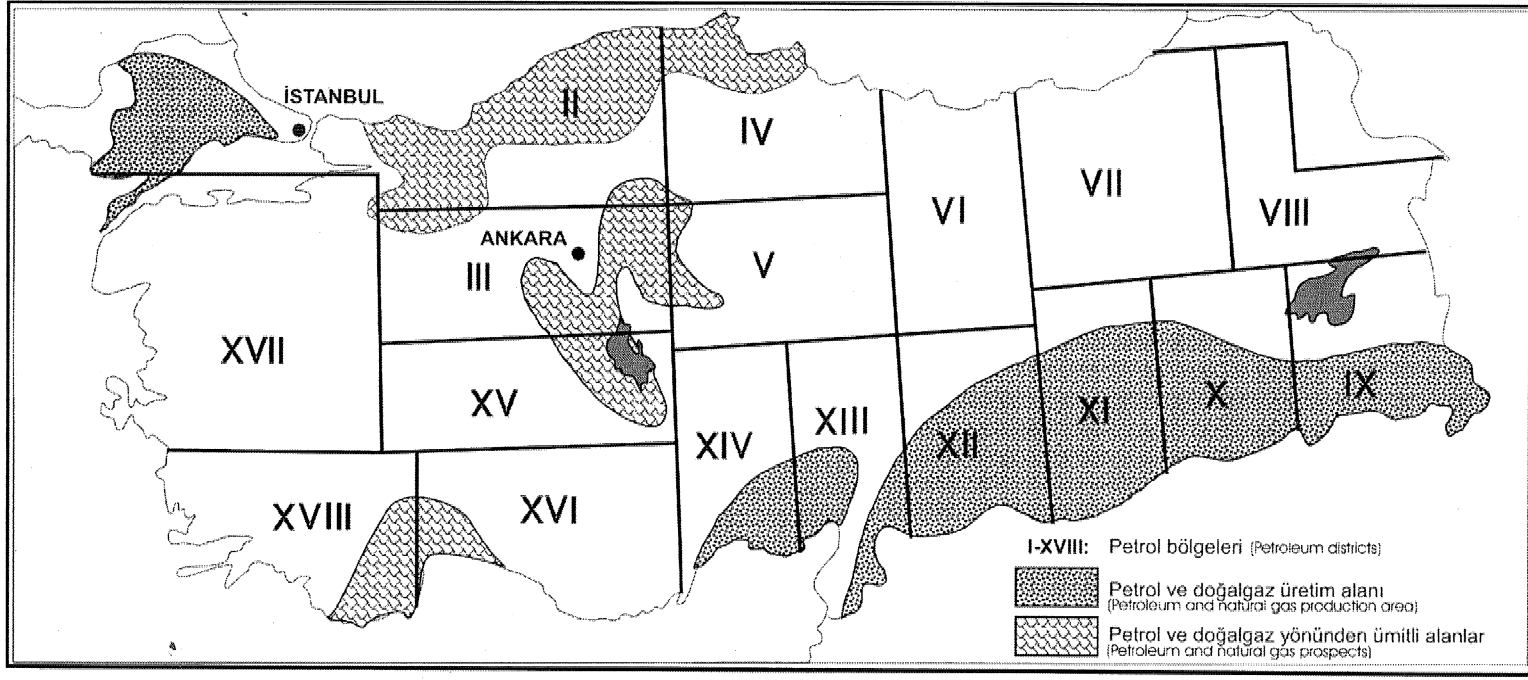 İSTANBUL
II
IV
VII
VI
VIII
ANKARA
III
V
XVII
XV
IX
XI
X
XIV
XIII
XII
XVIII
XVI
I-XVIII: Petrol bölgeleri (Petroleum districts)
Petrol ve doğalgaz üretim alanı
(Petroleum and natural gas production area)
Petrol ve doğalgaz yönünden ümitli alanlar
(Petroleum and natural gas prospects)